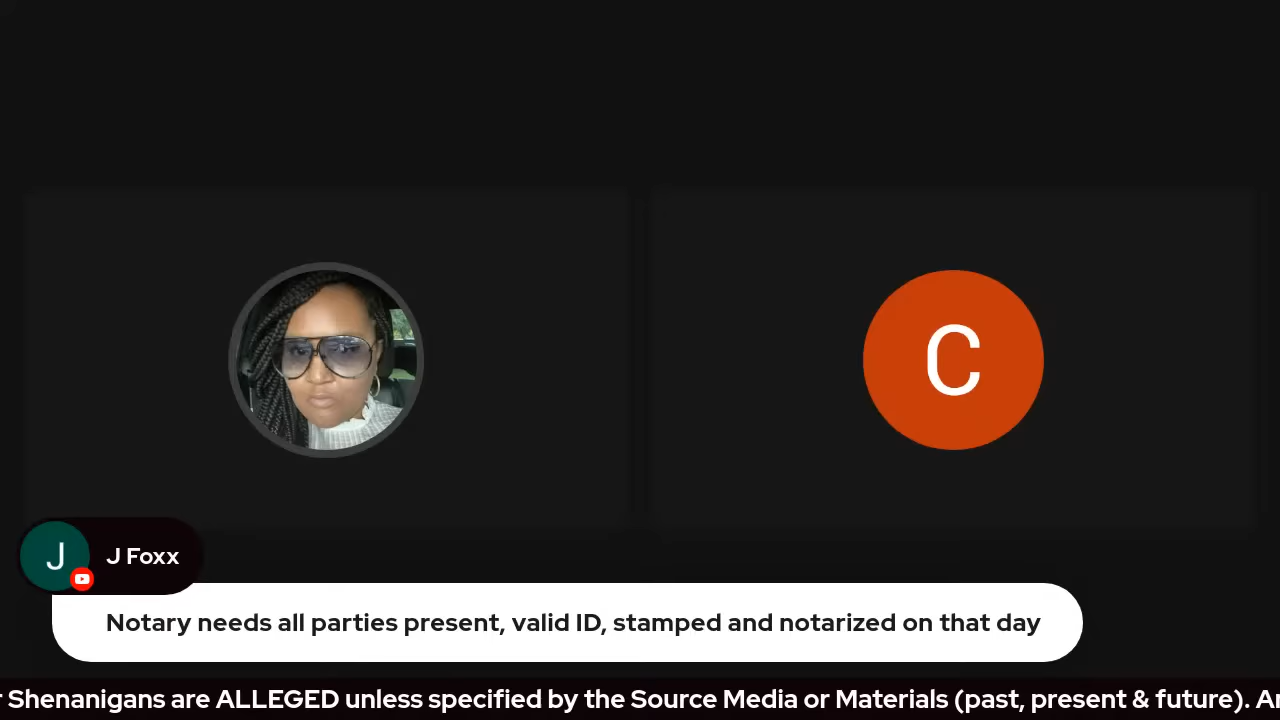 C
J
J Foxx
Notary needs all parties present, valid ID, stamped and notarized on that day
Shenanigans are ALLEGED unless specified by the Source Media or Materials (past, present & future).